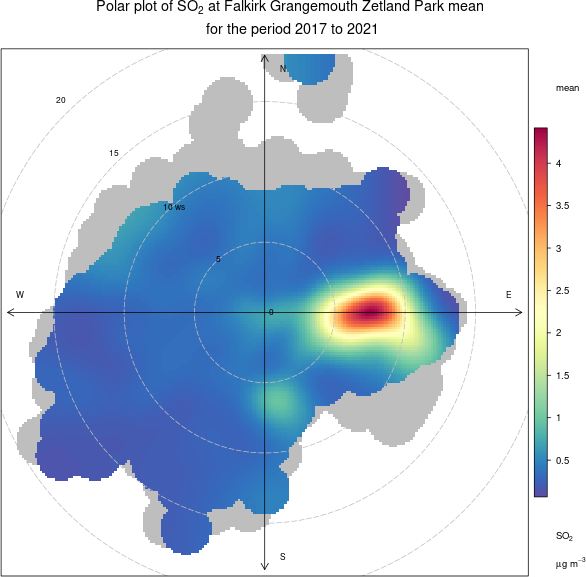 Polar plot of SO₂ at Falkirk Grangemouth Zetland Park mean
for the period 2017 to 2021
N
20
15
10 ws
5
0
W
E
S
mean
4
3.5
3
2.5
2
1.5
1
0.5
SO₂
µg m⁻³